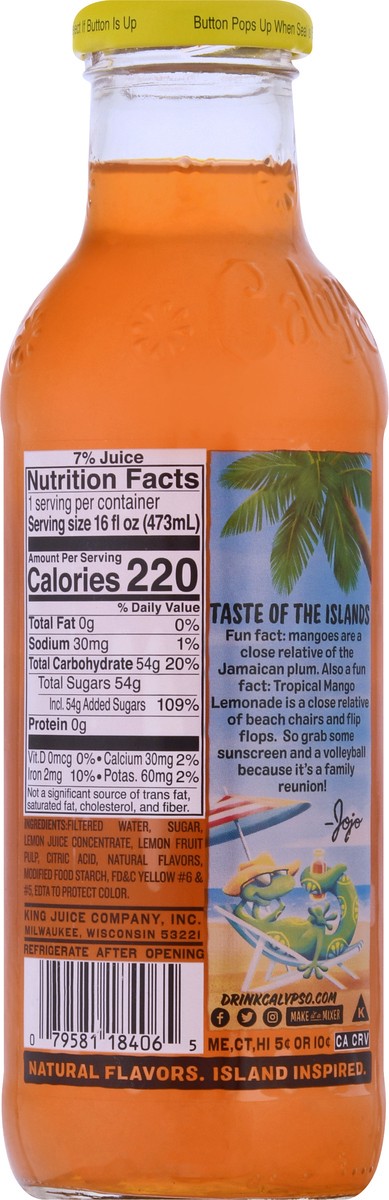 ect if Button Is Up
Button Pops Up When Sea
Calyp
7% Juice
Nutrition Facts
1 serving per container
Serving size 16 fl oz (473mL)
Amount Per Serving
Calories 220
% Daily Value
Total Fat 0g 0%
Sodium 30mg 1%
Total Carbohydrate 54g 20%
Total Sugars 54g
Incl. 54g Added Sugars 109%
Protein 0g
Vit.D 0mcg 0% • Calcium 30mg 2%
Iron 2mg 10% • Potas. 60mg 2%
Not a significant source of trans fat,
saturated fat, cholesterol, and fiber.
INGREDIENTS:FILTERED WATER, SUGAR,
LEMON JUICE CONCENTRATE, LEMON FRUIT
PULP, CITRIC ACID, NATURAL FLAVORS,
MODIFIED FOOD STARCH, FD&C YELLOW #6 &
#5, EDTA TO PROTECT COLOR.
KING JUICE COMPANY, INC.
MILWAUKEE, WISCONSIN 53221
REFRIGERATE AFTER OPENING
0 79581 18406 5
TASTE OF THE ISLANDS
Fun fact: mangoes are a
close relative of the
Jamaican plum. Also a fun
fact: Tropical Mango
Lemonade is a close relative
of beach chairs and flip
flops. So grab some
sunscreen and a volleyball
because it's a family
reunion!
-Jojo
DRINKCALYPSO.COM
MAKE it a MIXER
K
ME,CT,HI 5¢ OR 10¢ CA CRV
NATURAL FLAVORS. ISLAND INSPIRED.